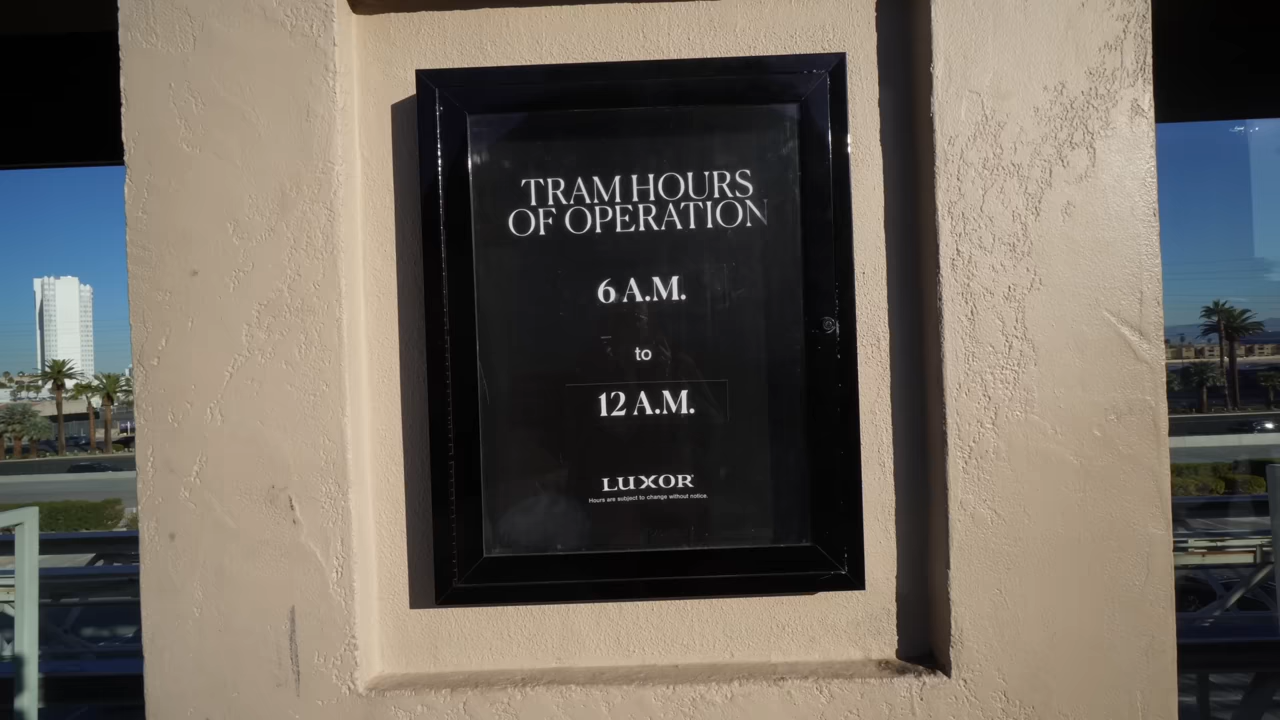 TRAM HOURS
OF OPERATION
6 A.M.
to
12 A.M.
LUXOR
Hours are subject to change without notice.